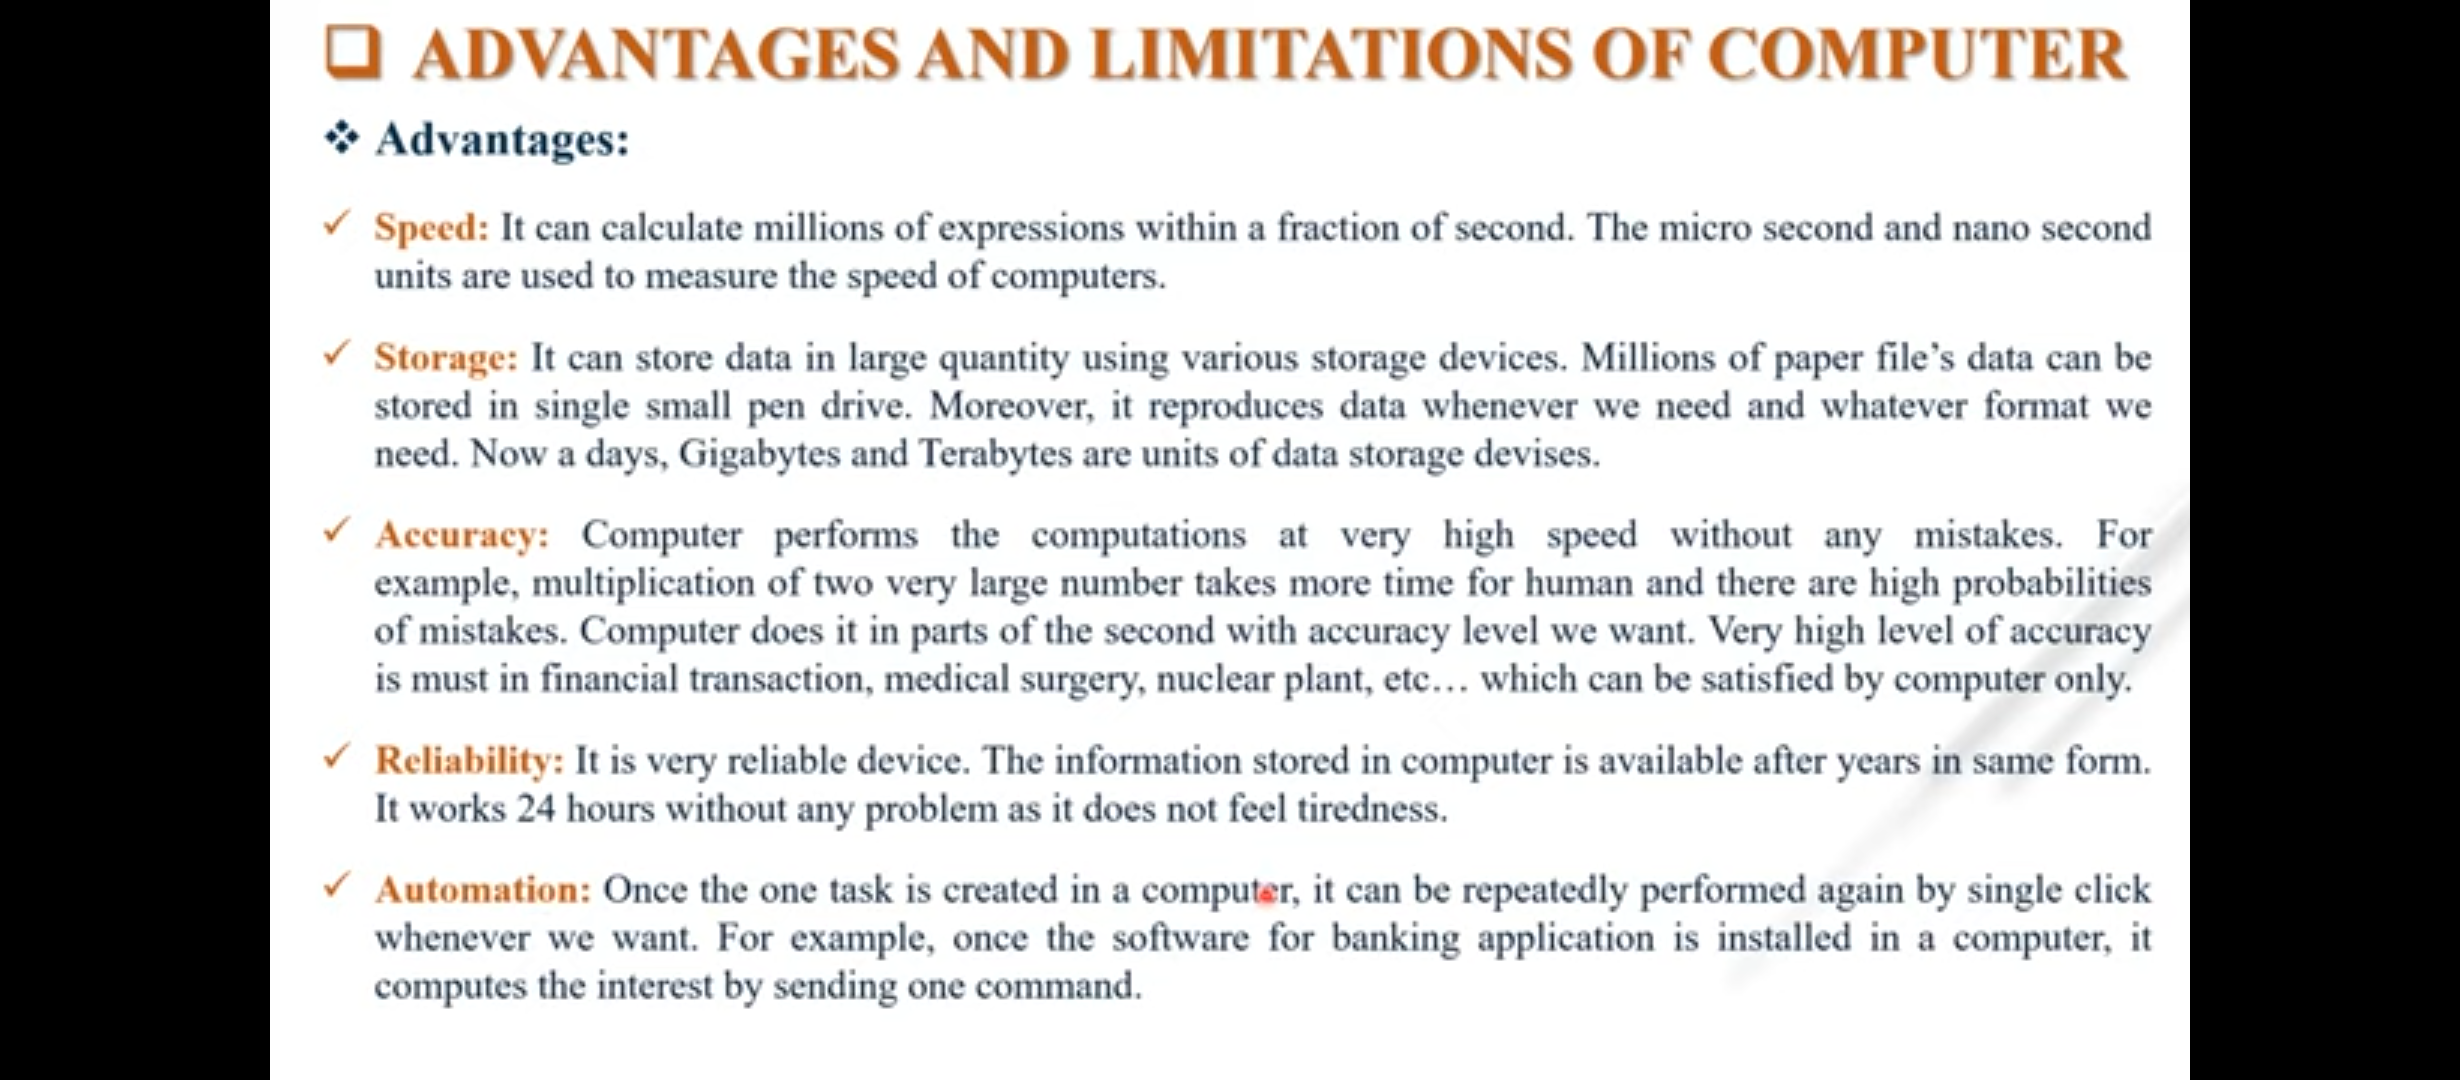 ADVANTAGES AND LIMITATIONS OF COMPUTER
Advantages:
Speed: It can calculate millions of expressions within a fraction of second. The micro second and nano second
units are used to measure the speed of computers.
Storage: It can store data in large quantity using various storage devices. Millions of paper file’s data can be
stored in single small pen drive. Moreover, it reproduces data whenever we need and whatever format we
need. Now a days, Gigabytes and Terabytes are units of data storage devises.
Accuracy: Computer performs the computations at very high speed without any mistakes. For
example, multiplication of two very large number takes more time for human and there are high probabilities
of mistakes. Computer does it in parts of the second with accuracy level we want. Very high level of accuracy
is must in financial transaction, medical surgery, nuclear plant, etc… which can be satisfied by computer only.
Reliability: It is very reliable device. The information stored in computer is available after years in same form.
It works 24 hours without any problem as it does not feel tiredness.
Automation: Once the one task is created in a computer, it can be repeatedly performed again by single click
whenever we want. For example, once the software for banking application is installed in a computer, it
computes the interest by sending one command.